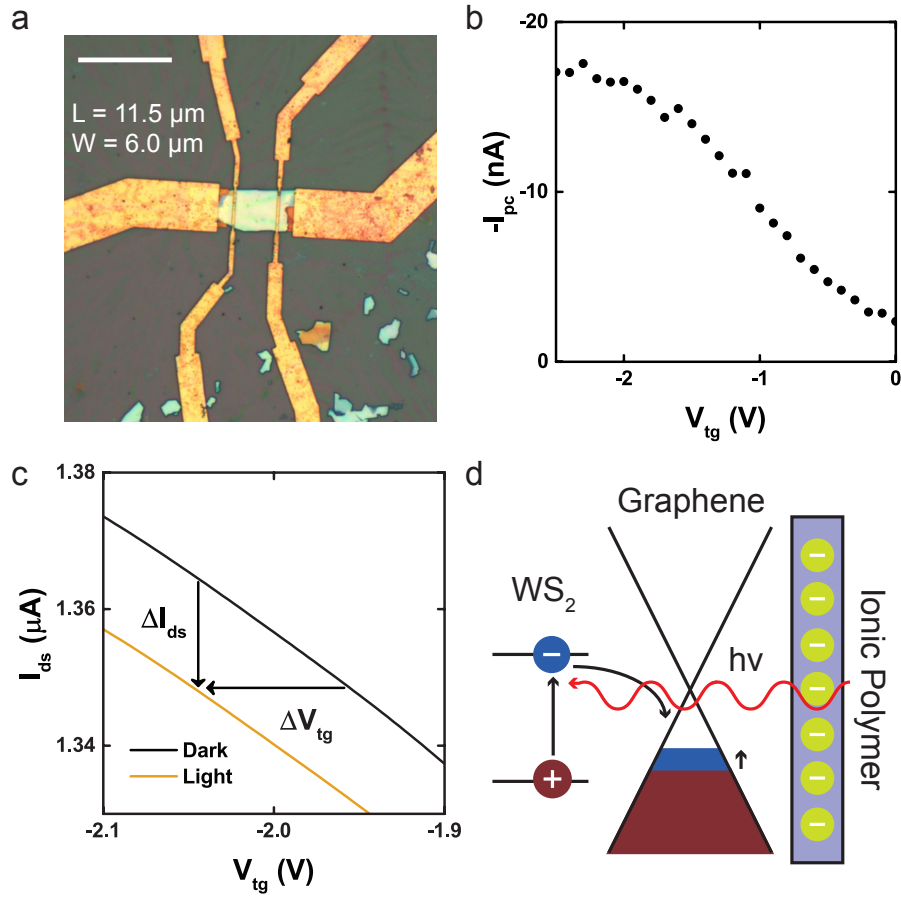 a
L = 11.5 µm
W = 6.0 µm
b
-20
-10
0
-I_pc (nA)
-2
-1
0
V_tg (V)
c
1.38
1.36
1.34
I_ds (µA)
ΔI_ds
ΔV_tg
Dark
Light
-2.1
-2.0
-1.9
V_tg (V)
d
Graphene
WS₂
hν
Ionic Polymer
−
+
−
−
−
−
−
−
−
−